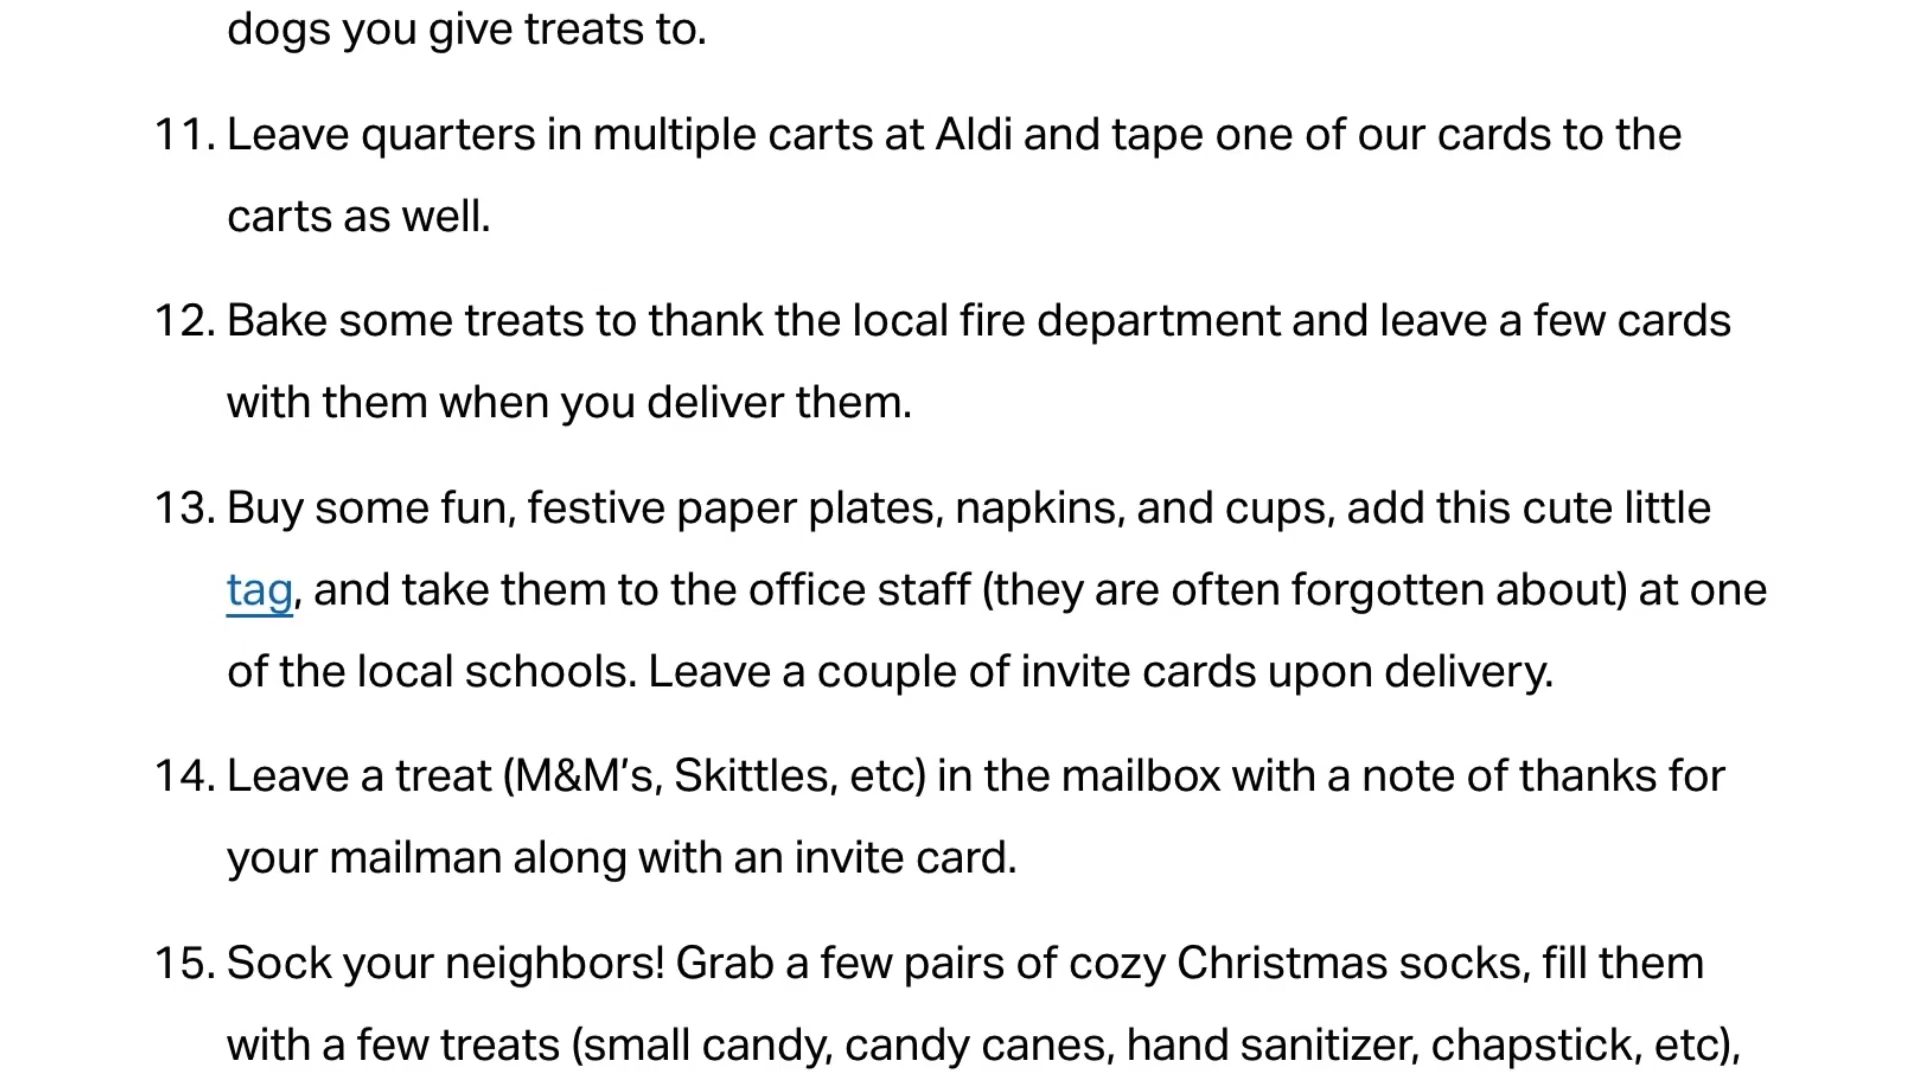 dogs you give treats to.
11. Leave quarters in multiple carts at Aldi and tape one of our cards to the
carts as well.
12. Bake some treats to thank the local fire department and leave a few cards
with them when you deliver them.
13. Buy some fun, festive paper plates, napkins, and cups, add this cute little
tag, and take them to the office staff (they are often forgotten about) at one
of the local schools. Leave a couple of invite cards upon delivery.
14. Leave a treat (M&M's, Skittles, etc) in the mailbox with a note of thanks for
your mailman along with an invite card.
15. Sock your neighbors! Grab a few pairs of cozy Christmas socks, fill them
with a few treats (small candy, candy canes, hand sanitizer, chapstick, etc),